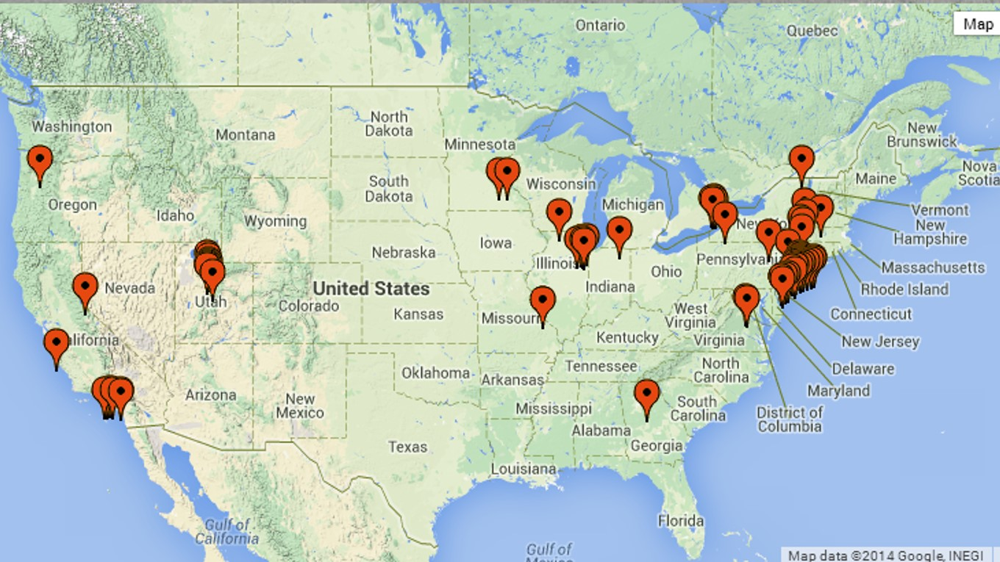 Ontario
Quebec
Map
Washington
Montana
North
Dakota
Minnesota
New
Brunswick
Nova
Scotia
Maine
South
Dakota
Wisconsin
Michigan
Oregon
Idaho
Wyoming
Vermont
New
Hampshire
Iowa
Nebraska
Illinois
Pennsylvania
Ohio
Massachusetts
Rhode Island
Nevada
United States
Indiana
Utah
Colorado
Kansas
Missouri
West
Virginia
Connecticut
Kentucky
Virginia
New Jersey
Oklahoma
Arkansas
Tennessee
North
Carolina
Delaware
Maryland
Arizona
New
Mexico
Mississippi
South
Carolina
District of
Columbia
Alabama
Georgia
Texas
Louisiana
Florida
Gulf of
California
Gulf of
Map data ©2014 Google, INEGI